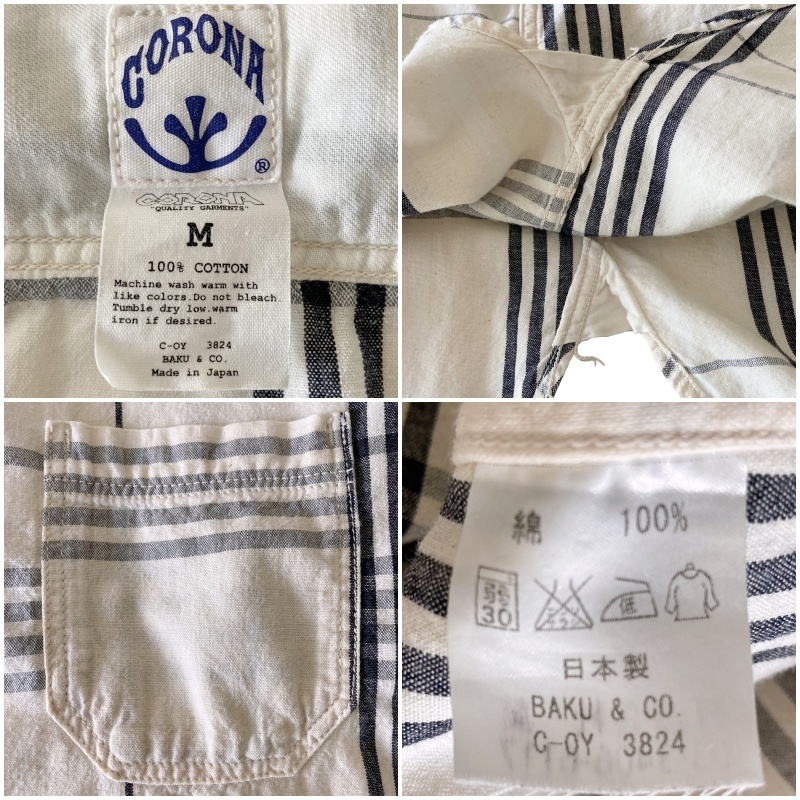 CORONA
®
CORONA
"QUALITY GARMENTS"
M
100% COTTON
Machine wash warm with
like colors.Do not bleach.
Tumble dry low.warm
iron if desired.
C-OY 3824
BAKU & CO.
Made in Japan
綿 100%
低
日本製
BAKU & CO.
C-OY 3824